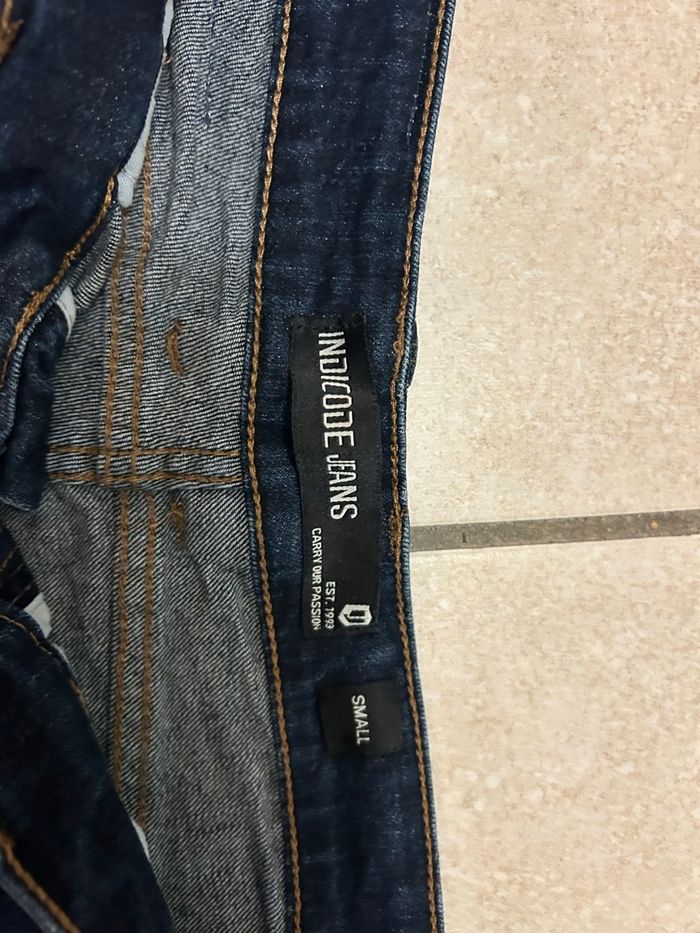 INDICODE JEANS
EST. 1993
CARRY OUR PASSION
SMALL